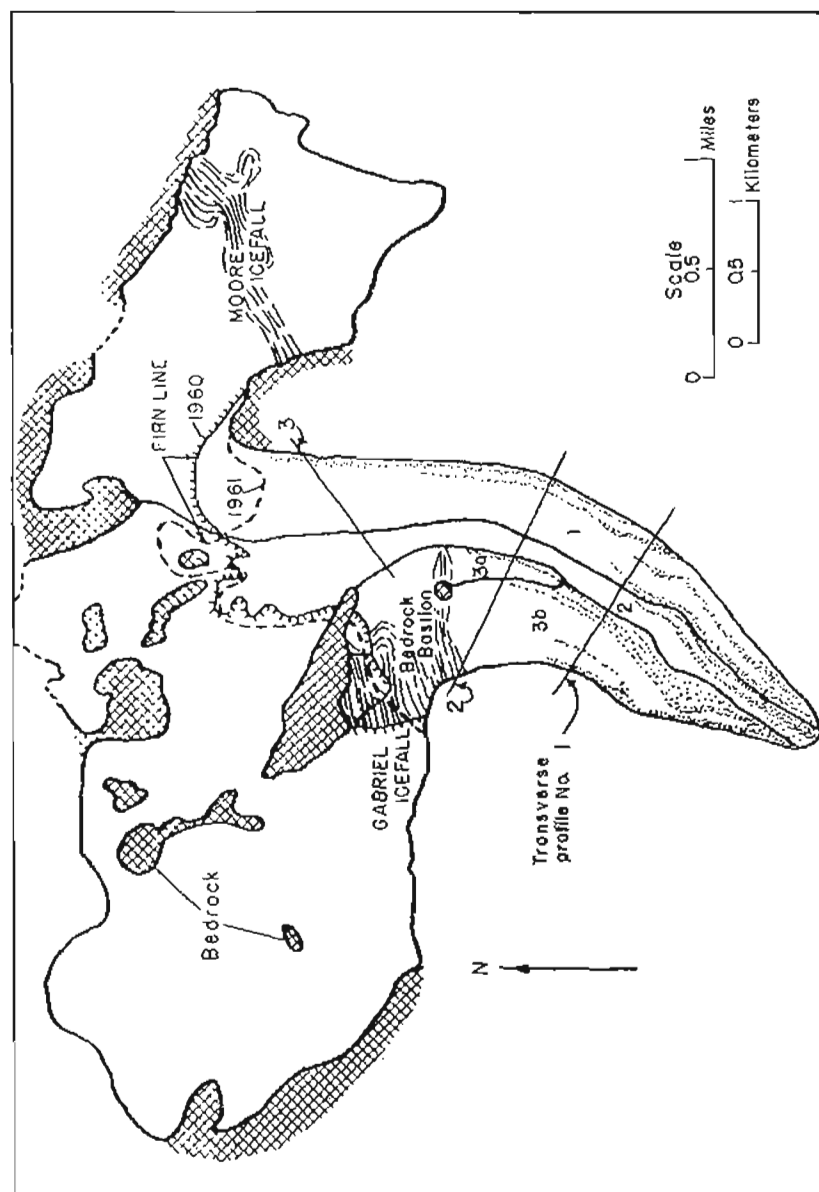 MOORE
ICEFALL
FIRN LINE
1960
1961
3
Scale
0 0.5 1
Miles
0 0.5 1
Kilometers
1
2
3a
3b
Bedrock
Bastion
2
GABRIEL
ICEFALL
Transverse
profile No. 1
Bedrock
N